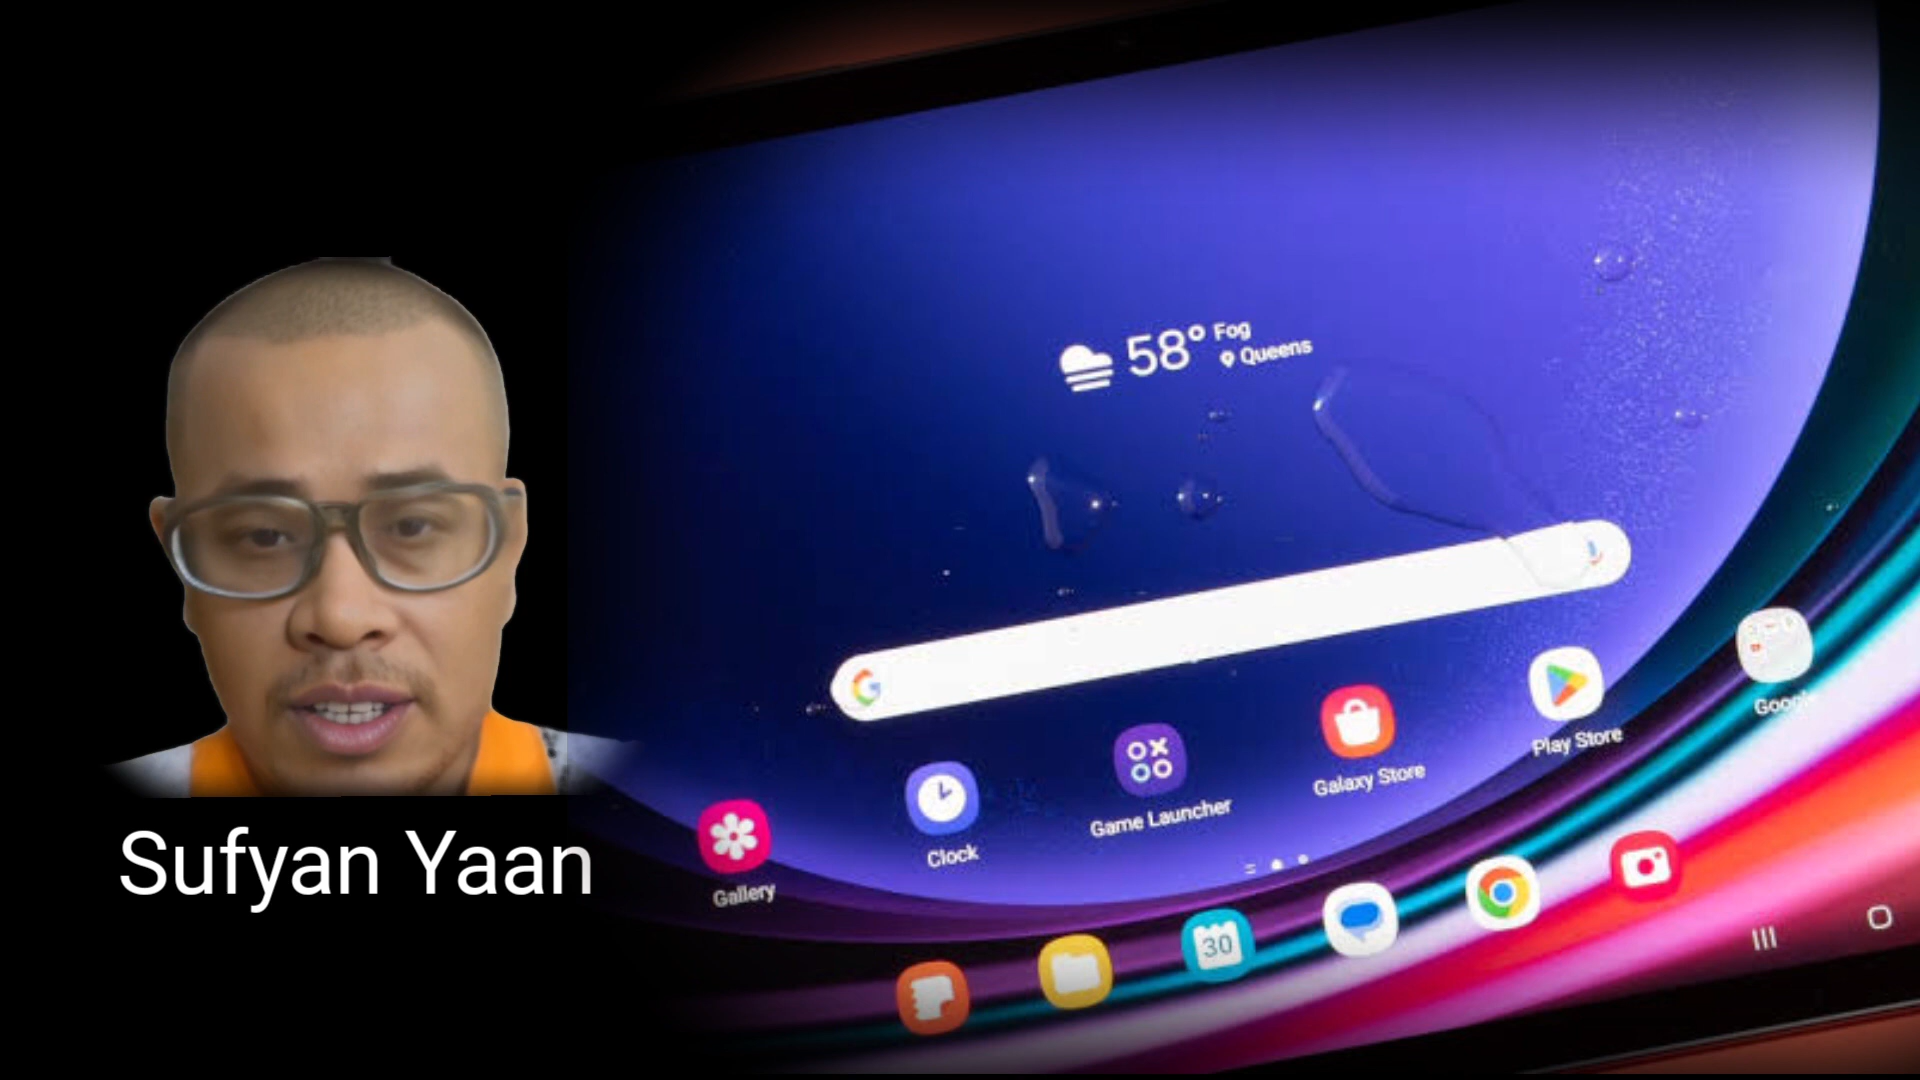 58° Fog
Queens
Play Store
Galaxy Store
Game Launcher
Clock
Gallery
30
Sufyan Yaan